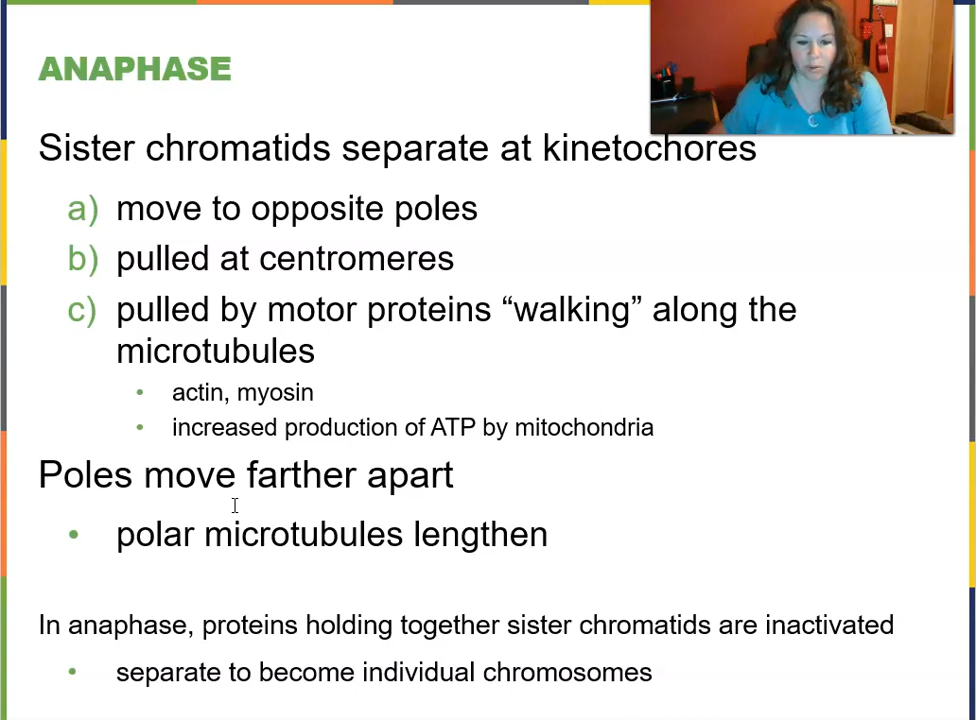 ANAPHASE
Sister chromatids separate at kinetochores
a) move to opposite poles
b) pulled at centromeres
c) pulled by motor proteins “walking” along the
microtubules
• actin, myosin
• increased production of ATP by mitochondria
Poles move farther apart
• polar microtubules lengthen
In anaphase, proteins holding together sister chromatids are inactivated
• separate to become individual chromosomes